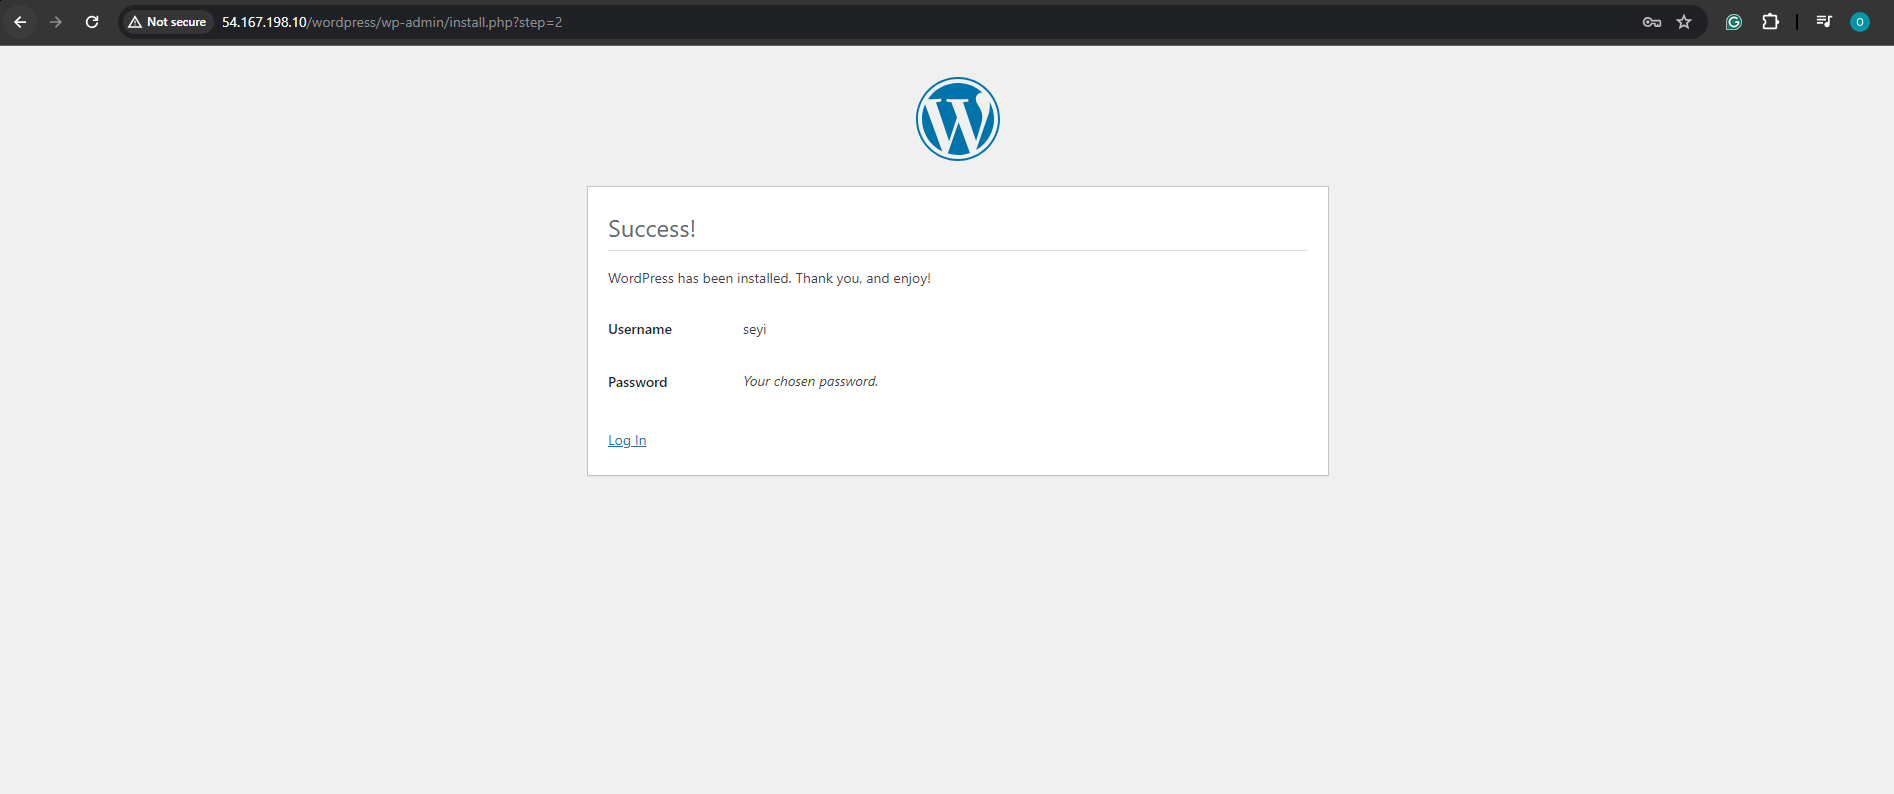 Not secure 54.167.198.10/wordpress/wp-admin/install.php?step=2
O
W
Success!
WordPress has been installed. Thank you, and enjoy!
Username seyi
Password Your chosen password.
Log In